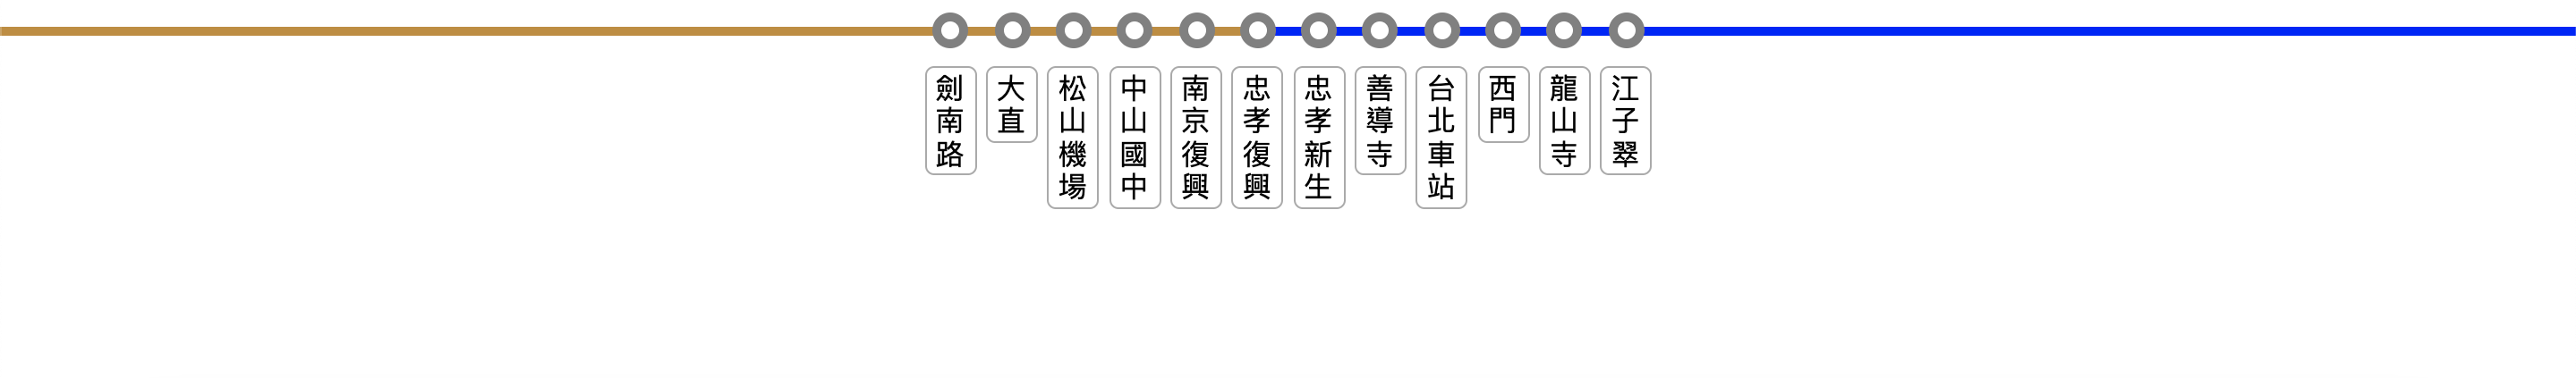 劍南路
大直
松山機場
中山國中
南京復興
忠孝復興
忠孝新生
善導寺
台北車站
西門
龍山寺
江子翠